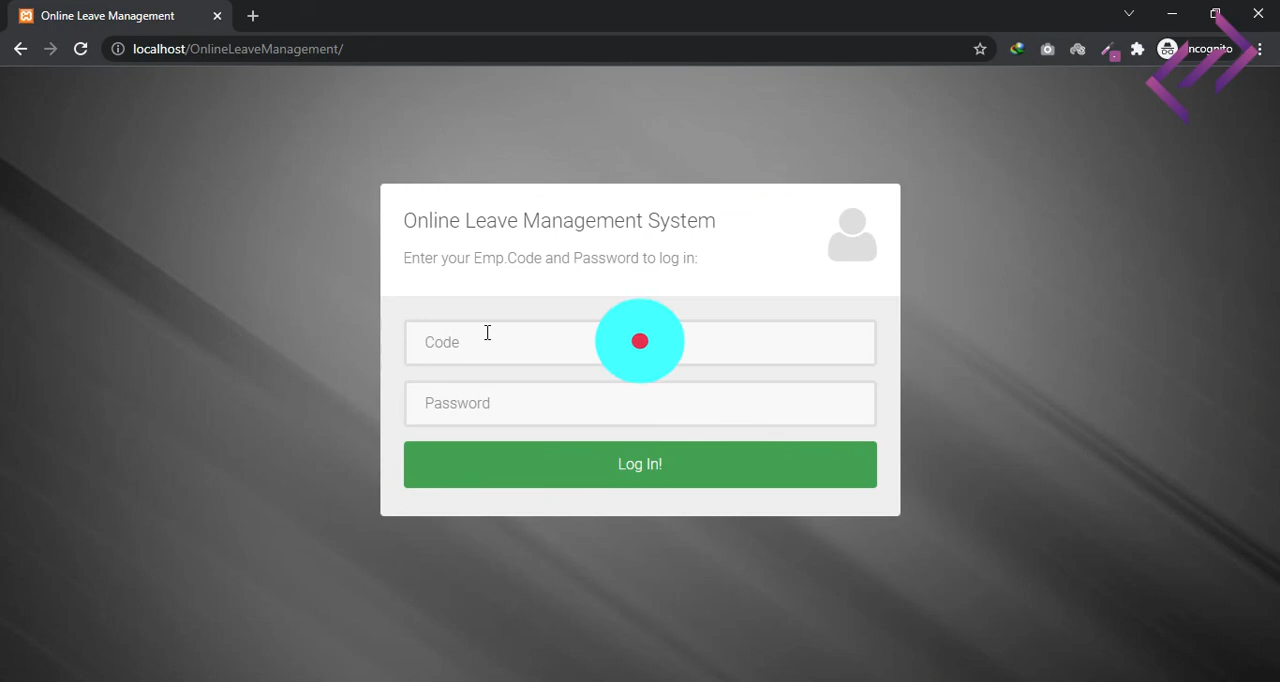 Online Leave Management
localhost/OnlineLeaveManagement/
Incognito
Online Leave Management System
Enter your Emp.Code and Password to log in:
Code
Password
Log In!